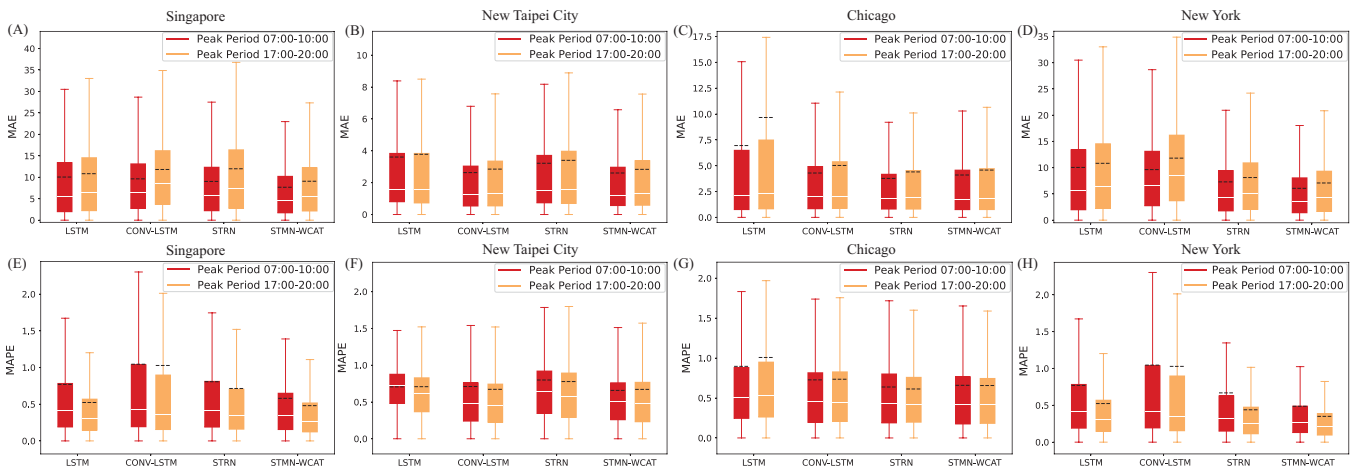 Singapore
New Taipei City
Chicago
New York
(A)
40
35
30
25
20
15
10
5
0
MAE
Peak Period 07:00-10:00
Peak Period 17:00-20:00
LSTM
CONV-LSTM
STRN
STMN-WCAT
(B)
10
8
6
4
2
0
MAE
Peak Period 07:00-10:00
Peak Period 17:00-20:00
LSTM
CONV-LSTM
STRN
STMN-WCAT
(C)
17.5
15.0
12.5
10.0
7.5
5.0
2.5
0.0
MAE
Peak Period 07:00-10:00
Peak Period 17:00-20:00
LSTM
CONV-LSTM
STRN
STMN-WCAT
(D)
35
30
25
20
15
10
5
0
MAE
Peak Period 07:00-10:00
Peak Period 17:00-20:00
LSTM
CONV-LSTM
STRN
STMN-WCAT
Singapore
New Taipei City
Chicago
New York
(E)
2.0
1.5
1.0
0.5
0.0
MAPE
Peak Period 07:00-10:00
Peak Period 17:00-20:00
LSTM
CONV-LSTM
STRN
STMN-WCAT
(F)
2.0
1.5
1.0
0.5
0.0
MAPE
Peak Period 07:00-10:00
Peak Period 17:00-20:00
LSTM
CONV-LSTM
STRN
STMN-WCAT
(G)
2.0
1.5
1.0
0.5
0.0
MAPE
Peak Period 07:00-10:00
Peak Period 17:00-20:00
LSTM
CONV-LSTM
STRN
STMN-WCAT
(H)
2.0
1.5
1.0
0.5
0.0
MAPE
Peak Period 07:00-10:00
Peak Period 17:00-20:00
LSTM
CONV-LSTM
STRN
STMN-WCAT